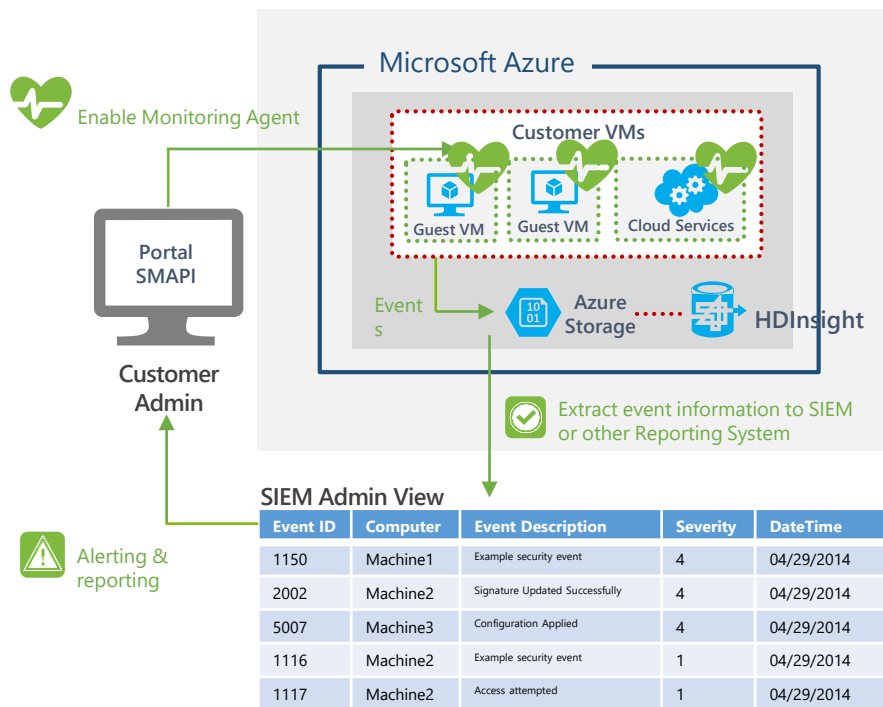 Microsoft Azure
Enable Monitoring Agent
Customer VMs
Guest VM
Guest VM
Cloud Services
Portal
SMAPI
Customer
Admin
Event
s
10
01
Azure
Storage
HDInsight
Extract event information to SIEM
or other Reporting System
SIEM Admin View
Event ID Computer Event Description Severity DateTime
1150 Machine1 Example security event 4 04/29/2014
2002 Machine2 Signature Updated Successfully 4 04/29/2014
5007 Machine3 Configuration Applied 4 04/29/2014
1116 Machine2 Example security event 1 04/29/2014
1117 Machine2 Access attempted 1 04/29/2014
Alerting &
reporting